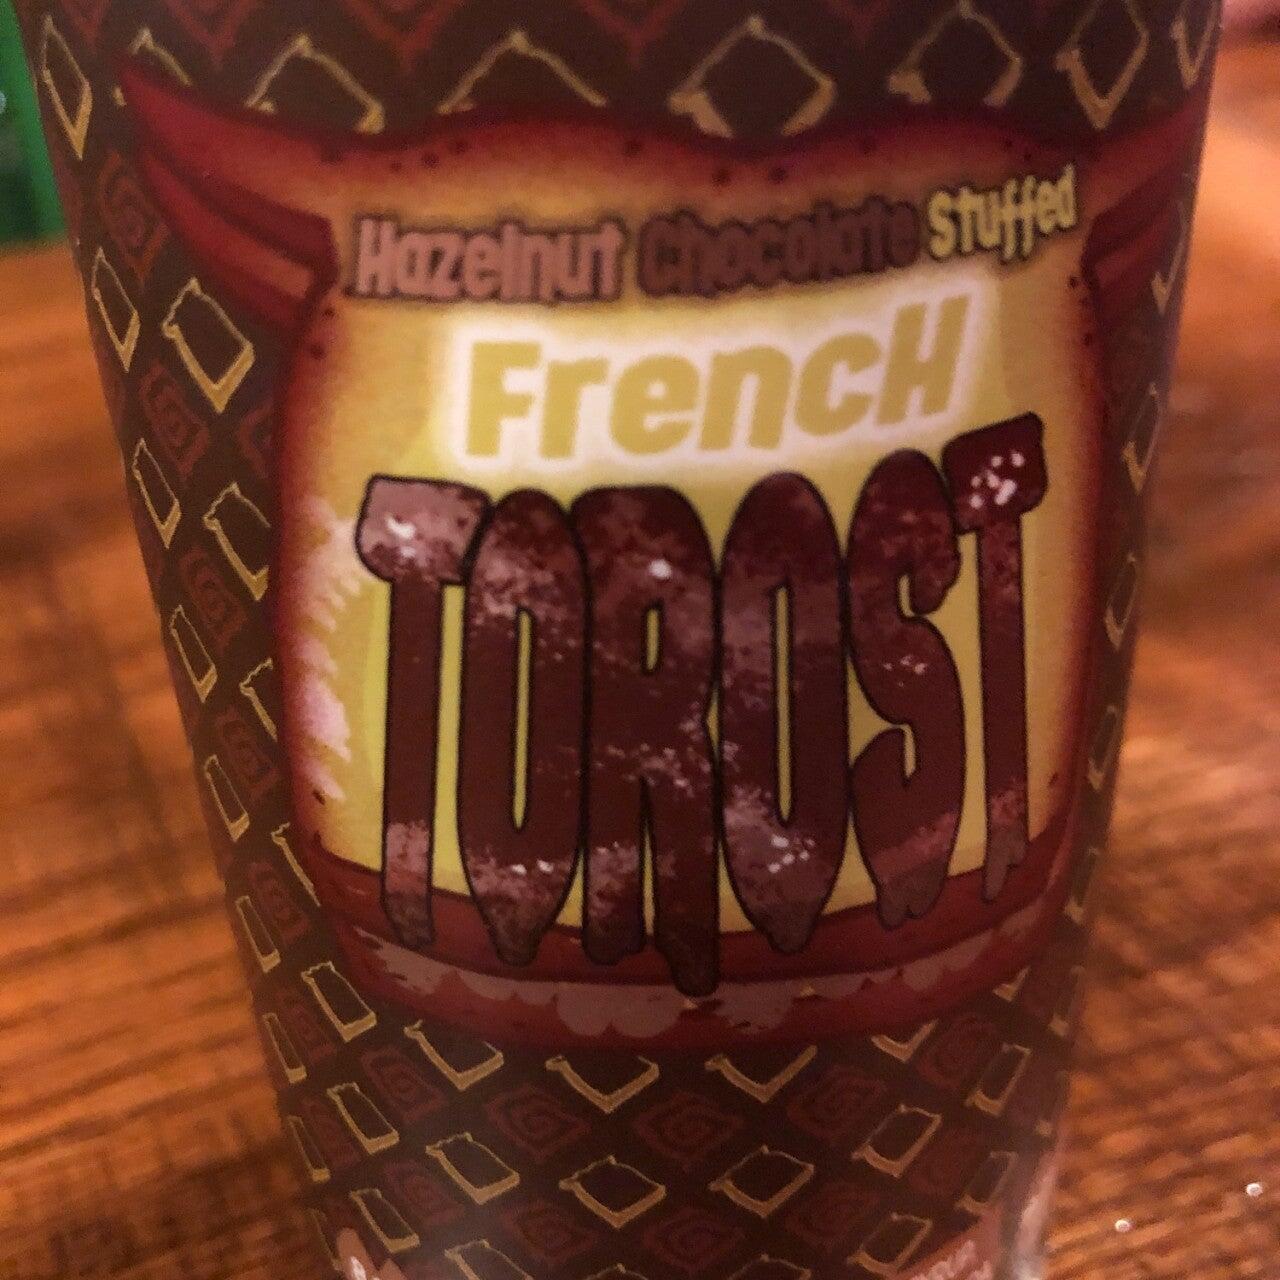 Hazelnut Chocolate Stuffed
FrencH
TOROST